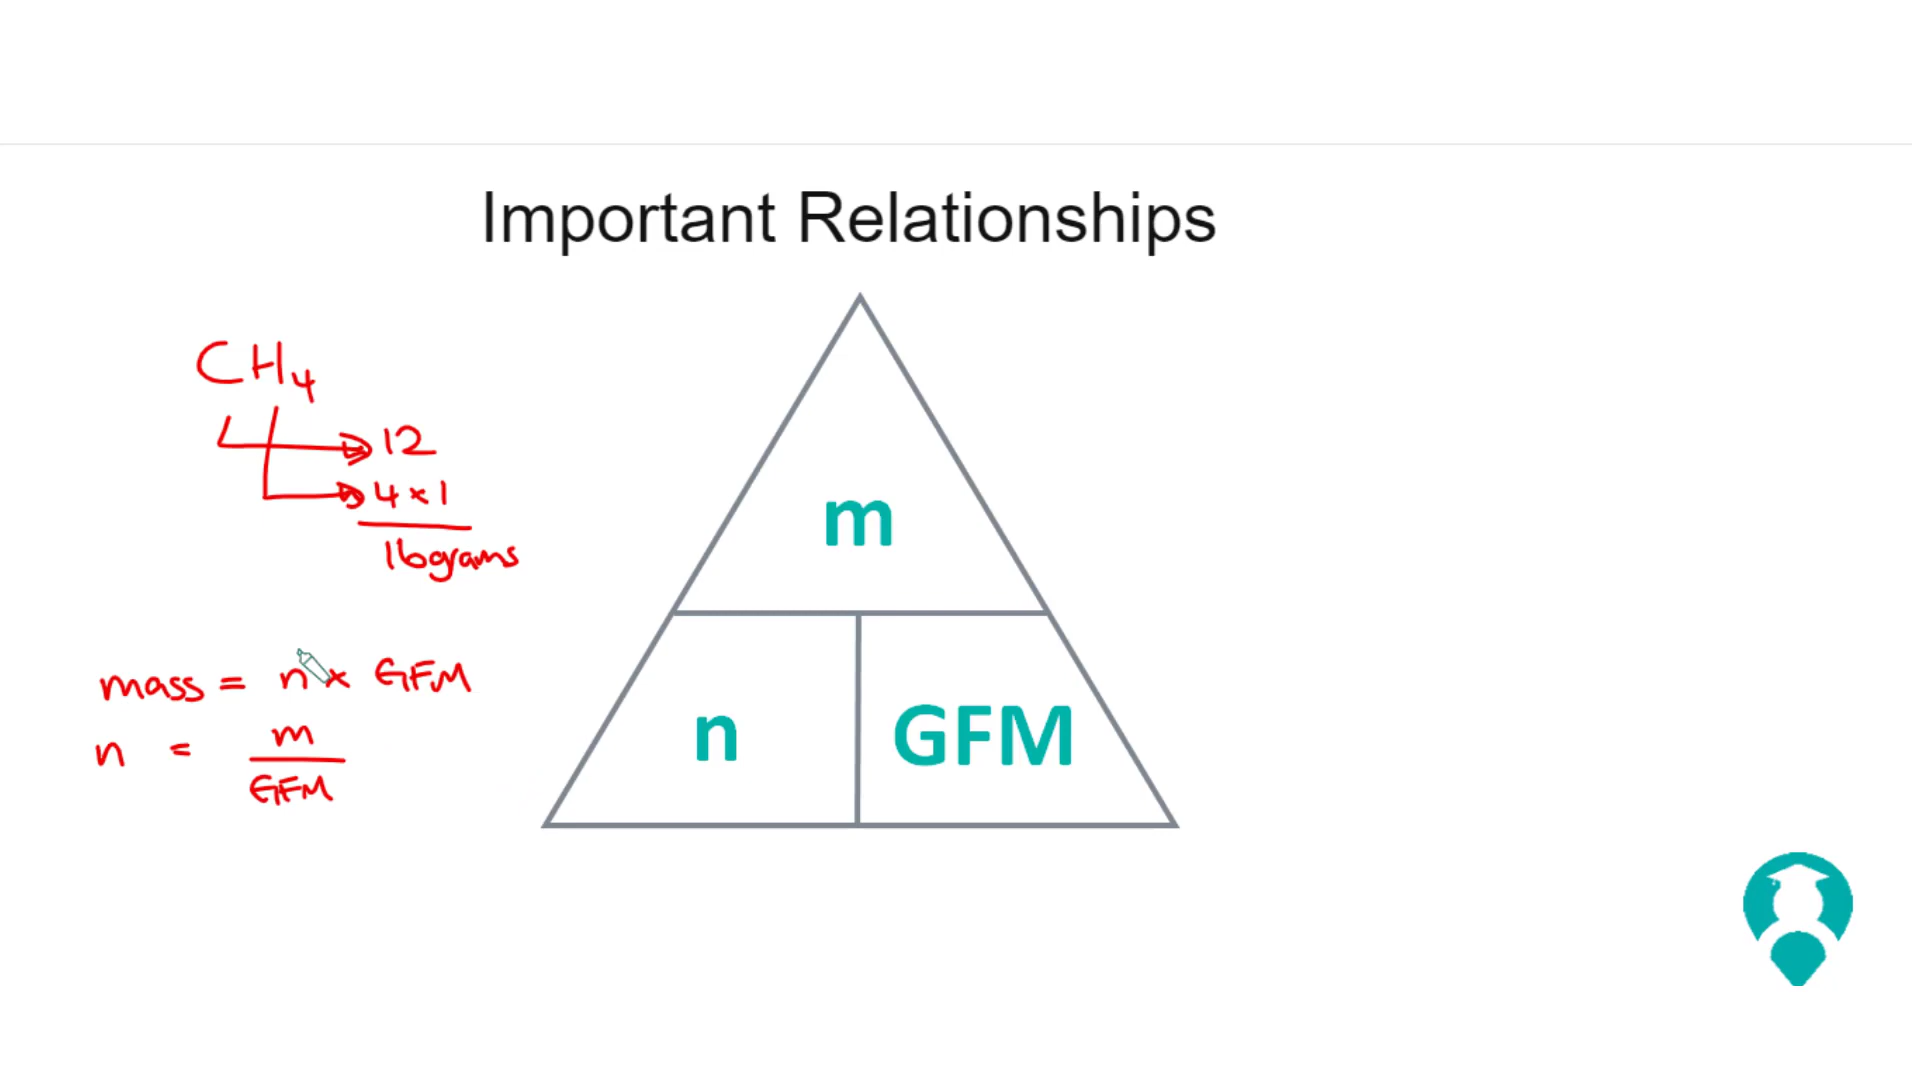 Important Relationships
CH₄
12
4 × 1
16grams
m
mass = n × GFM
n = m / GFM
n
GFM